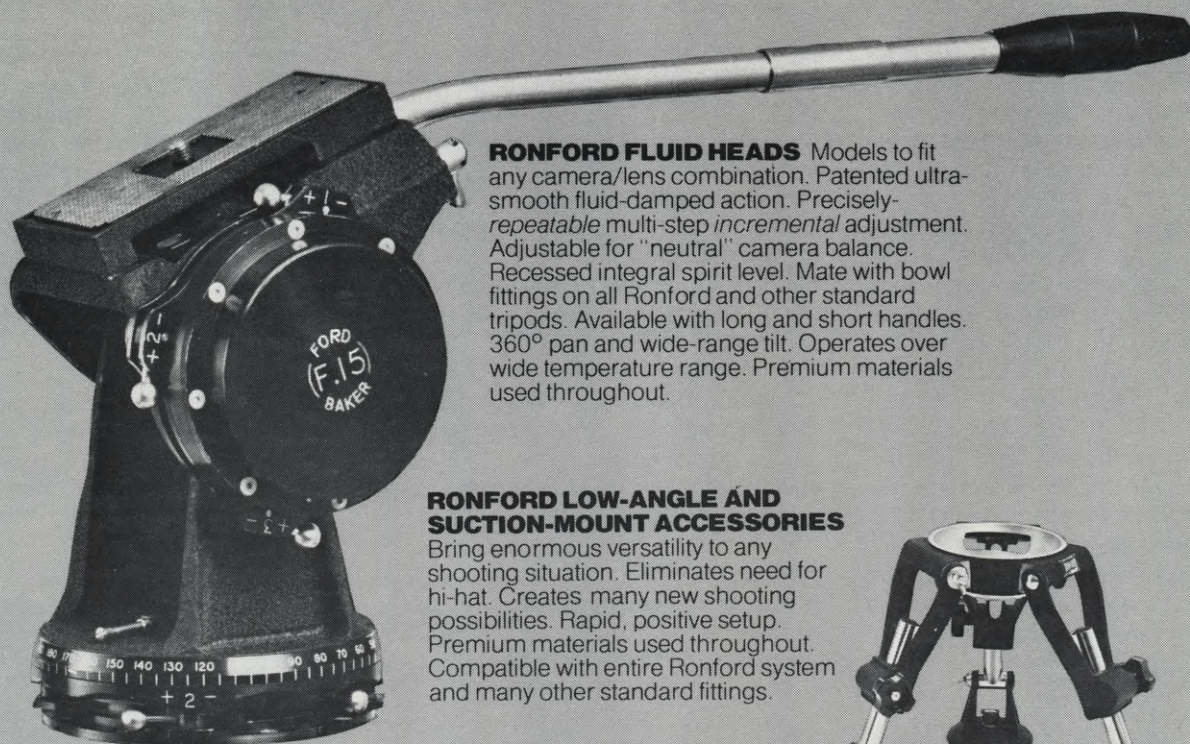 RONFORD FLUID HEADS Models to fit
any camera/lens combination. Patented ultra-
smooth fluid-damped action. Precisely-
repeatable multi-step incremental adjustment.
Adjustable for "neutral" camera balance.
Recessed integral spirit level. Mate with bowl
fittings on all Ronford and other standard
tripods. Available with long and short handles.
360° pan and wide-range tilt. Operates over
wide temperature range. Premium materials
used throughout.
+ 1 -
- 2 +
FORD
F.15
BAKER
- 3 +
RONFORD LOW-ANGLE AND
SUCTION-MOUNT ACCESSORIES
Bring enormous versatility to any
shooting situation. Eliminates need for
hi-hat. Creates many new shooting
possibilities. Rapid, positive setup.
Premium materials used throughout.
Compatible with entire Ronford system
and many other standard fittings.
150 140 130 120 90 80 70 60
+ 2 -